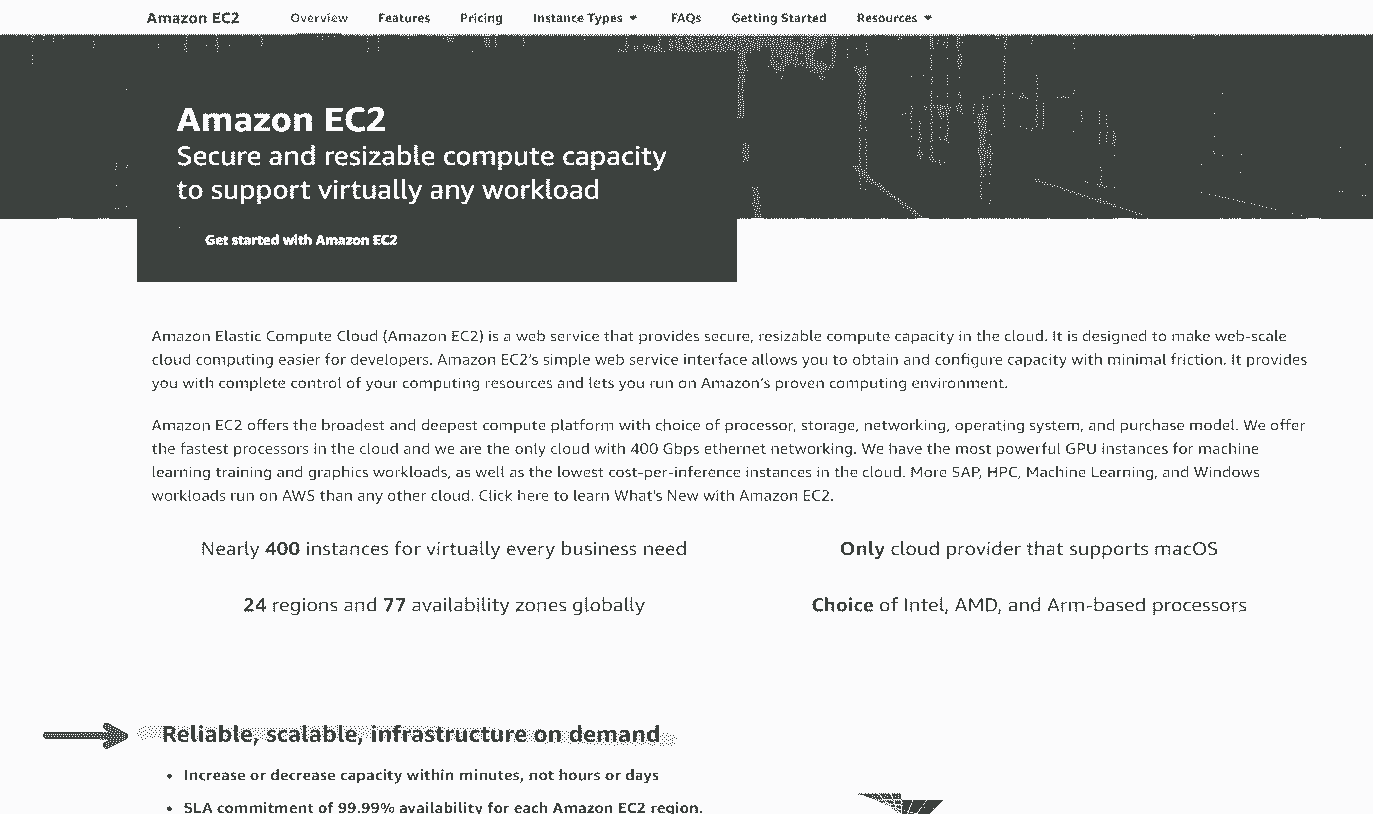 Amazon EC2 Overview Features Pricing Instance Types FAQs Getting Started Resources
Amazon EC2
Secure and resizable compute capacity
to support virtually any workload
Get started with Amazon EC2
Amazon Elastic Compute Cloud (Amazon EC2) is a web service that provides secure, resizable compute capacity in the cloud. It is designed to make web-scale
cloud computing easier for developers. Amazon EC2's simple web service interface allows you to obtain and configure capacity with minimal friction. It provides
you with complete control of your computing resources and lets you run on Amazon's proven computing environment.
Amazon EC2 offers the broadest and deepest compute platform with choice of processor, storage, networking, operating system, and purchase model. We offer
the fastest processors in the cloud and we are the only cloud with 400 Gbps ethernet networking. We have the most powerful GPU instances for machine
learning training and graphics workloads, as well as the lowest cost-per-inference instances in the cloud. More SAP, HPC, Machine Learning, and Windows
workloads run on AWS than any other cloud. Click here to learn What's New with Amazon EC2.
Nearly 400 instances for virtually every business need
Only cloud provider that supports macOS
24 regions and 77 availability zones globally
Choice of Intel, AMD, and Arm-based processors
Reliable, scalable, infrastructure on demand
• Increase or decrease capacity within minutes, not hours or days
• SLA commitment of 99.99% availability for each Amazon EC2 region.